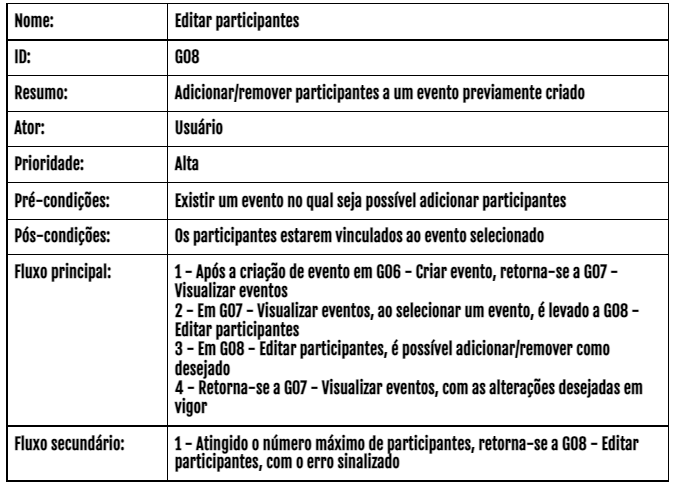 Nome: Editar participantes
ID: G08
Resumo: Adicionar/remover participantes a um evento previamente criado
Ator: Usuário
Prioridade: Alta
Pré-condições: Existir um evento no qual seja possível adicionar participantes
Pós-condições: Os participantes estarem vinculados ao evento selecionado
Fluxo principal: 1 - Após a criação de evento em G06 - Criar evento, retorna-se a G07 -
Visualizar eventos
2 - Em G07 - Visualizar eventos, ao selecionar um evento, é levado a G08 -
Editar participantes
3 - Em G08 - Editar participantes, é possível adicionar/remover como
desejado
4 - Retorna-se a G07 - Visualizar eventos, com as alterações desejadas em
vigor
Fluxo secundário: 1 - Atingido o número máximo de participantes, retorna-se a G08 - Editar
participantes, com o erro sinalizado